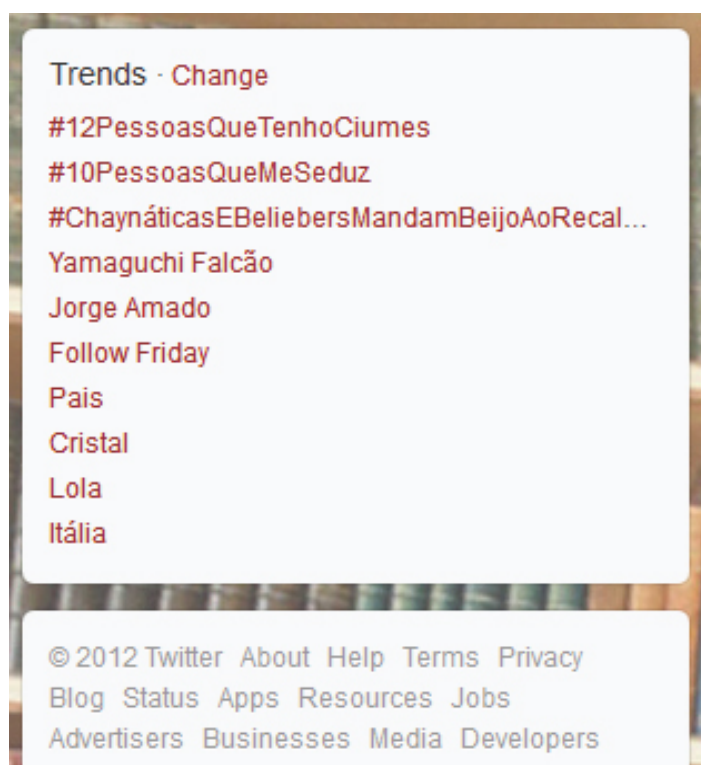 Trends · Change
#12PessoasQueTenhoCiumes
#10PessoasQueMeSeduz
#ChaynáticasEBeliebersMandamBeijoAoRecal...
Yamaguchi Falcão
Jorge Amado
Follow Friday
Pais
Cristal
Lola
Itália
© 2012 Twitter About Help Terms Privacy
Blog Status Apps Resources Jobs
Advertisers Businesses Media Developers